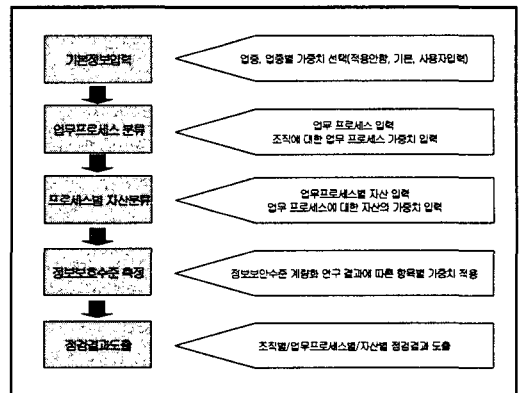 기본정보입력
업종, 업종별 가중치 선택(적용안함, 기본, 사용자입력)
업무프로세스 분류
업무 프로세스 입력
조직에 대한 업무 프로세스 가중치 입력
프로세스별 자산분류
업무프로세스별 자산 입력
업무 프로세스에 대한 자산의 가중치 입력
정보보호수준 측정
정보보안수준 계량화 연구 결과에 따른 항목별 가중치 적용
점검결과도출
조직별/업무프로세스별/자산별 점검결과 도출